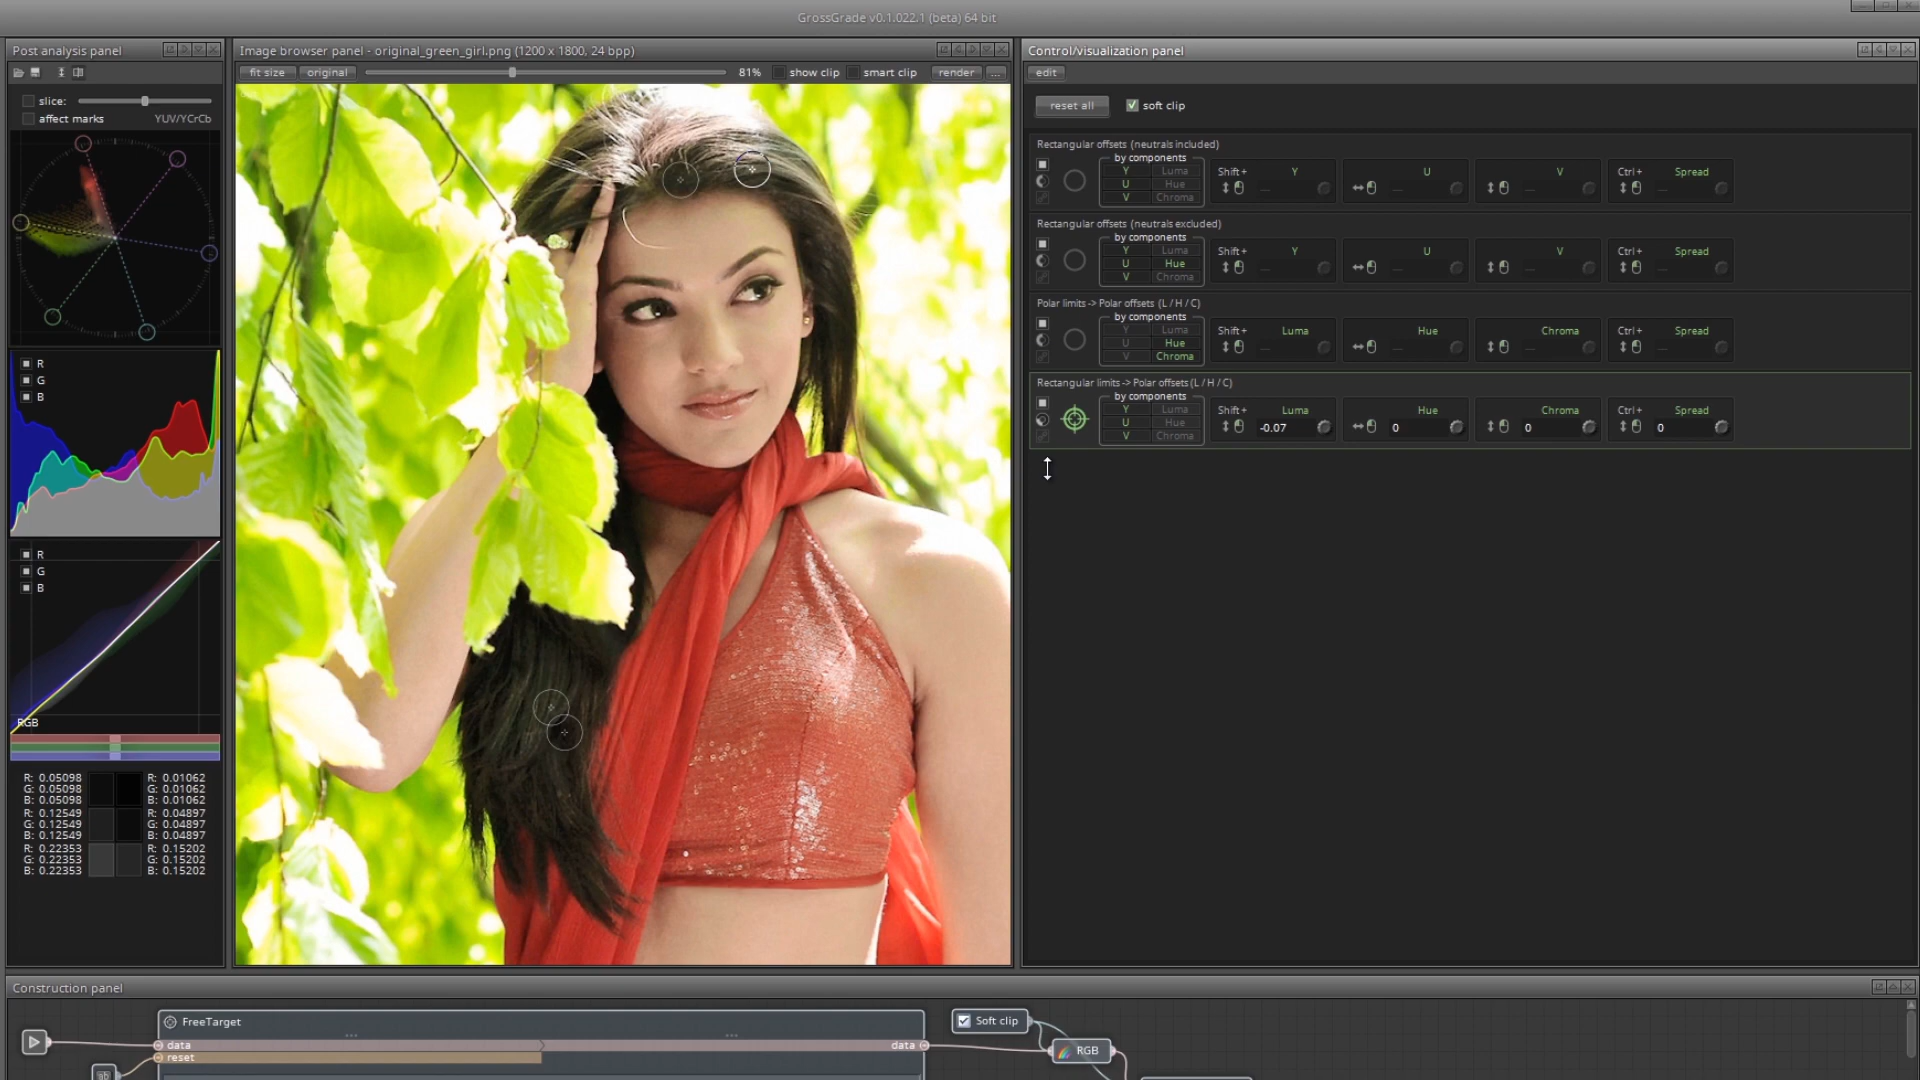 GrossGrade v0.1.022.1 (beta) 64 bit
Post analysis panel
Image browser panel - original_green_girl.png (1200 x 1800, 24 bpp)
Control/visualization panel
fit size original 81% show clip smart clip render ...
edit
slice:
affect marks YUV/YCrCb
reset all soft clip
Rectangular offsets (neutrals included)
by components
Y Luma
U Hue
V Chroma
Shift+ Y U V Ctrl+ Spread
Rectangular offsets (neutrals excluded)
by components
Y Luma
U Hue
V Chroma
Shift+ Y U V Ctrl+ Spread
Polar limits -> Polar offsets (L / H / C)
by components
Y Luma
U Hue
V Chroma
Shift+ Luma Hue Chroma Ctrl+ Spread
Rectangular limits -> Polar offsets (L / H / C)
by components
Y Luma
U Hue
V Chroma
Shift+ Luma Hue Chroma Ctrl+ Spread
-0.07 0 0 0
R
G
B
R
G
B
RGB
R: 0.05098 R: 0.01062
G: 0.05098 G: 0.01062
B: 0.05098 B: 0.01062
R: 0.12549 R: 0.04897
G: 0.12549 G: 0.04897
B: 0.12549 B: 0.04897
R: 0.22353 R: 0.15202
G: 0.22353 G: 0.15202
B: 0.22353 B: 0.15202
Construction panel
FreeTarget
data data
reset
ab
Soft clip
RGB